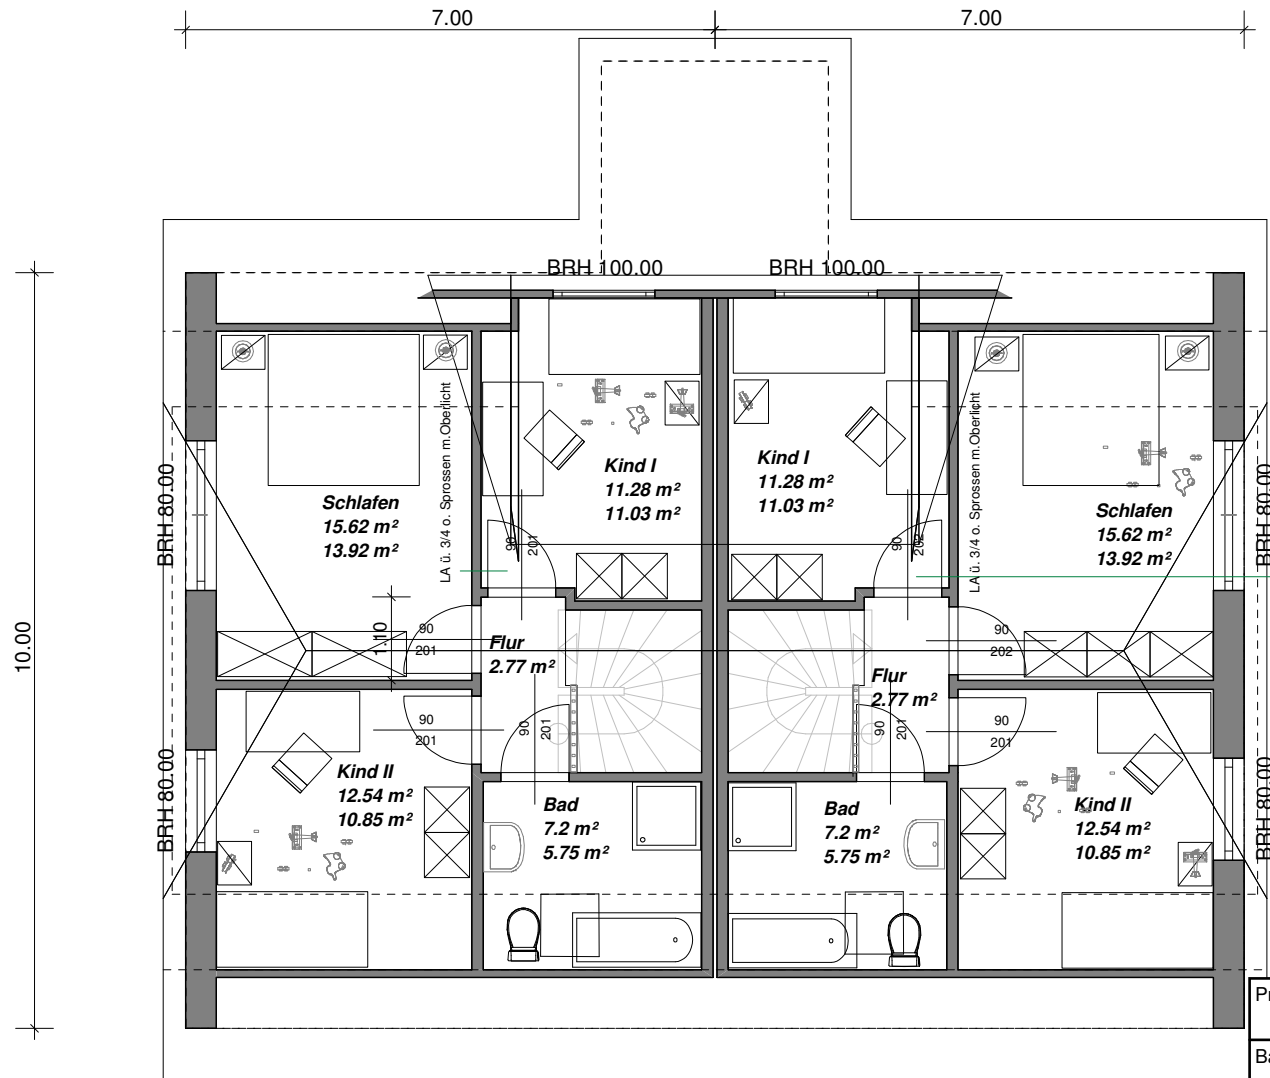 7.00
7.00
10.00
BRH 100.00
BRH 100.00
BRH 80.00
BRH 80.00
BRH 80.00
BRH 80.00
LA ü. 3/4 o. Sprossen m.Oberlicht
LA ü. 3/4 o. Sprossen m.Oberlicht
Schlafen
15.62 m²
13.92 m²
Kind I
11.28 m²
11.03 m²
Kind I
11.28 m²
11.03 m²
Schlafen
15.62 m²
13.92 m²
90
201
90
202
1.10
90
201
Flur
2.77 m²
Flur
2.77 m²
90
202
90
201
90
201
90
201
90
201
Kind II
12.54 m²
10.85 m²
Bad
7.2 m²
5.75 m²
Bad
7.2 m²
5.75 m²
Kind II
12.54 m²
10.85 m²